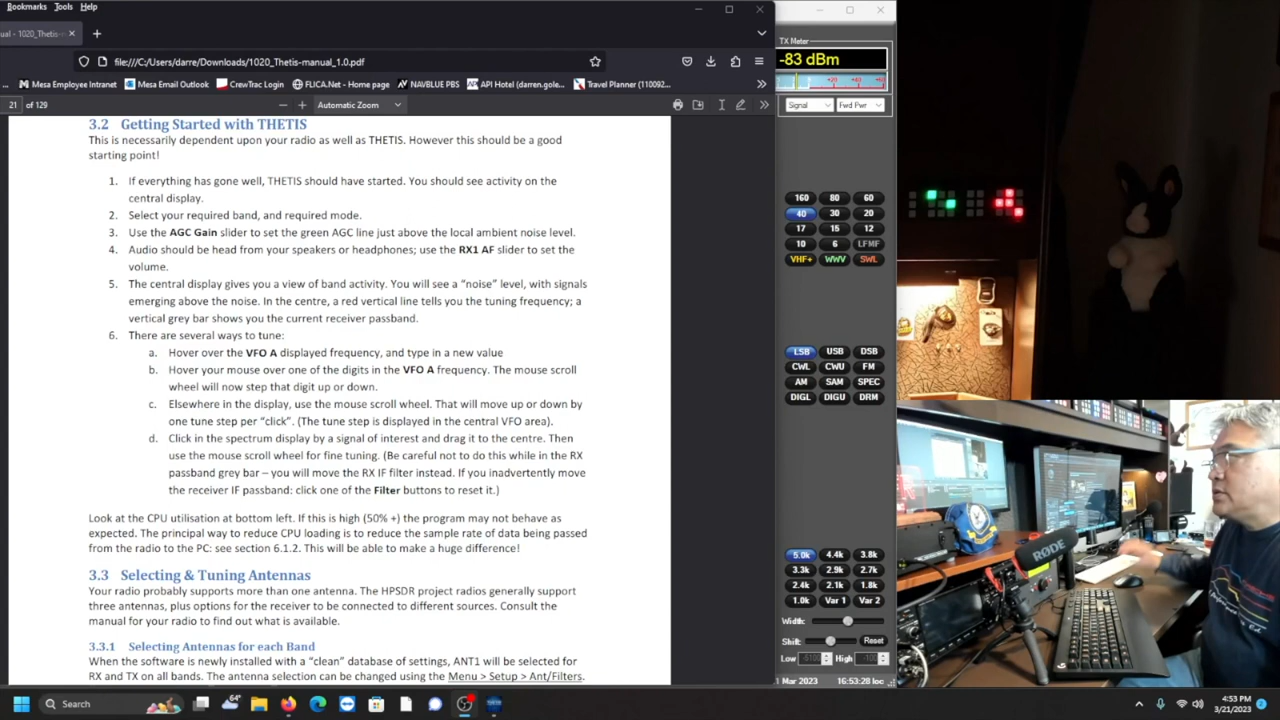 Bookmarks Tools Help
ual - 1020_Thetis-m
file:///C:/Users/darre/Downloads/1020_Thetis-manual_1.0.pdf
Mesa Employee Intranet Email Editor CrewTrac Login FLICA.Net - Home page NAVBLUE PBS API Hotel (darren.gole... Travel Planner (110092...
21 of 129 Automatic Zoom
3.2 Getting Started with THETIS
This is necessarily dependent upon your radio as well as THETIS. However this should be a good
starting point!
1. If everything has gone well, THETIS should have started. You should see activity on the
central display.
2. Select your required band, and required mode.
3. Use the AGC Gain slider to set the green AGC line just above the local ambient noise level.
4. Audio should be head from your speakers or headphones; use the RX1 AF slider to set the
volume.
5. The central display gives you a view of band activity. You will see a “noise” level, with signals
emerging above the noise. In the centre, a red vertical line tells you the tuning frequency; a
vertical grey bar shows you the current receiver passband.
6. There are several ways to tune:
a. Hover over the VFO A displayed frequency, and type in a new value
b. Hover your mouse over one of the digits in the VFO A frequency. The mouse scroll
wheel will now step that digit up or down.
c. Elsewhere in the display, use the mouse scroll wheel. That will move up or down by
one tune step per “click”. (The tune step is displayed in the central VFO area).
d. Click in the spectrum display by a signal of interest and drag it to the centre. Then
use the mouse scroll wheel for fine tuning. (Be careful not to do this while in the RX
passband grey bar – you will move the RX IF filter instead. If you inadvertently move
the receiver IF passband: click one of the Filter buttons to reset it.)
Look at the CPU utilisation at bottom left. If this is high (50% +) the program may not behave as
expected. The principal way to reduce CPU loading is to reduce the sample rate of data being passed
from the radio to the PC: see section 6.1.2. This will be able to make a huge difference!
3.3 Selecting & Tuning Antennas
Your radio probably supports more than one antenna. The HPSDR project radios generally support
three antennas, plus options for the receiver to be connected to different sources. Consult the
manual for your radio to find out what is available.
3.3.1 Selecting Antennas for each Band
When the software is newly installed with a “clean” database of settings, ANT1 will be selected for
RX and TX on all bands. The antenna selection can be changed using the Menu > Setup > Ant/Filters.
TX Meter
-83 dBm
+20 +40 +60
Signal Fwd Pwr
160 80 60
40 30 20
17 15 12
10 6 LFMF
VHF+ WWV SWL
LSB USB DSB
CWL CWU FM
AM SAM SPEC
DIGL DIGU DRM
5.0k 4.4k 3.8k
3.3k 2.9k 2.7k
2.4k 2.1k 1.8k
1.0k Var 1 Var 2
Width:
Shift: Reset
Low -5100 High -100
1 Mar 2023 16:53:28 loc
RØDE
Search 64° 4:53 PM
3/21/2023 2